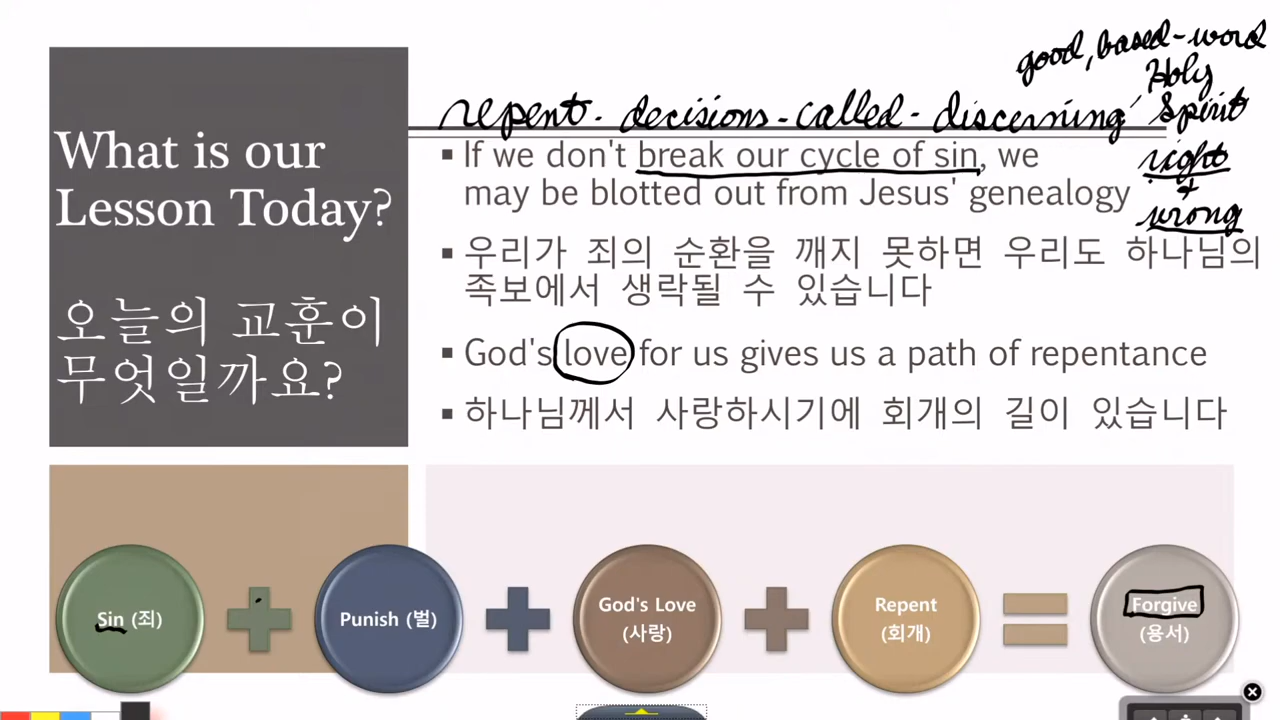 good, based-word
Holy
Spirit
right
+
wrong
repent - decisions - called - discerning
What is our
Lesson Today?
오늘의 교훈이
무엇일까요?
▪ If we don't break our cycle of sin, we
may be blotted out from Jesus' genealogy
▪ 우리가 죄의 순환을 깨지 못하면 우리도 하나님의
족보에서 생략될 수 있습니다
▪ God's love for us gives us a path of repentance
▪ 하나님께서 사랑하시기에 회개의 길이 있습니다
Sin (죄)
Punish (벌)
God's Love
(사랑)
Repent
(회개)
Forgive
(용서)